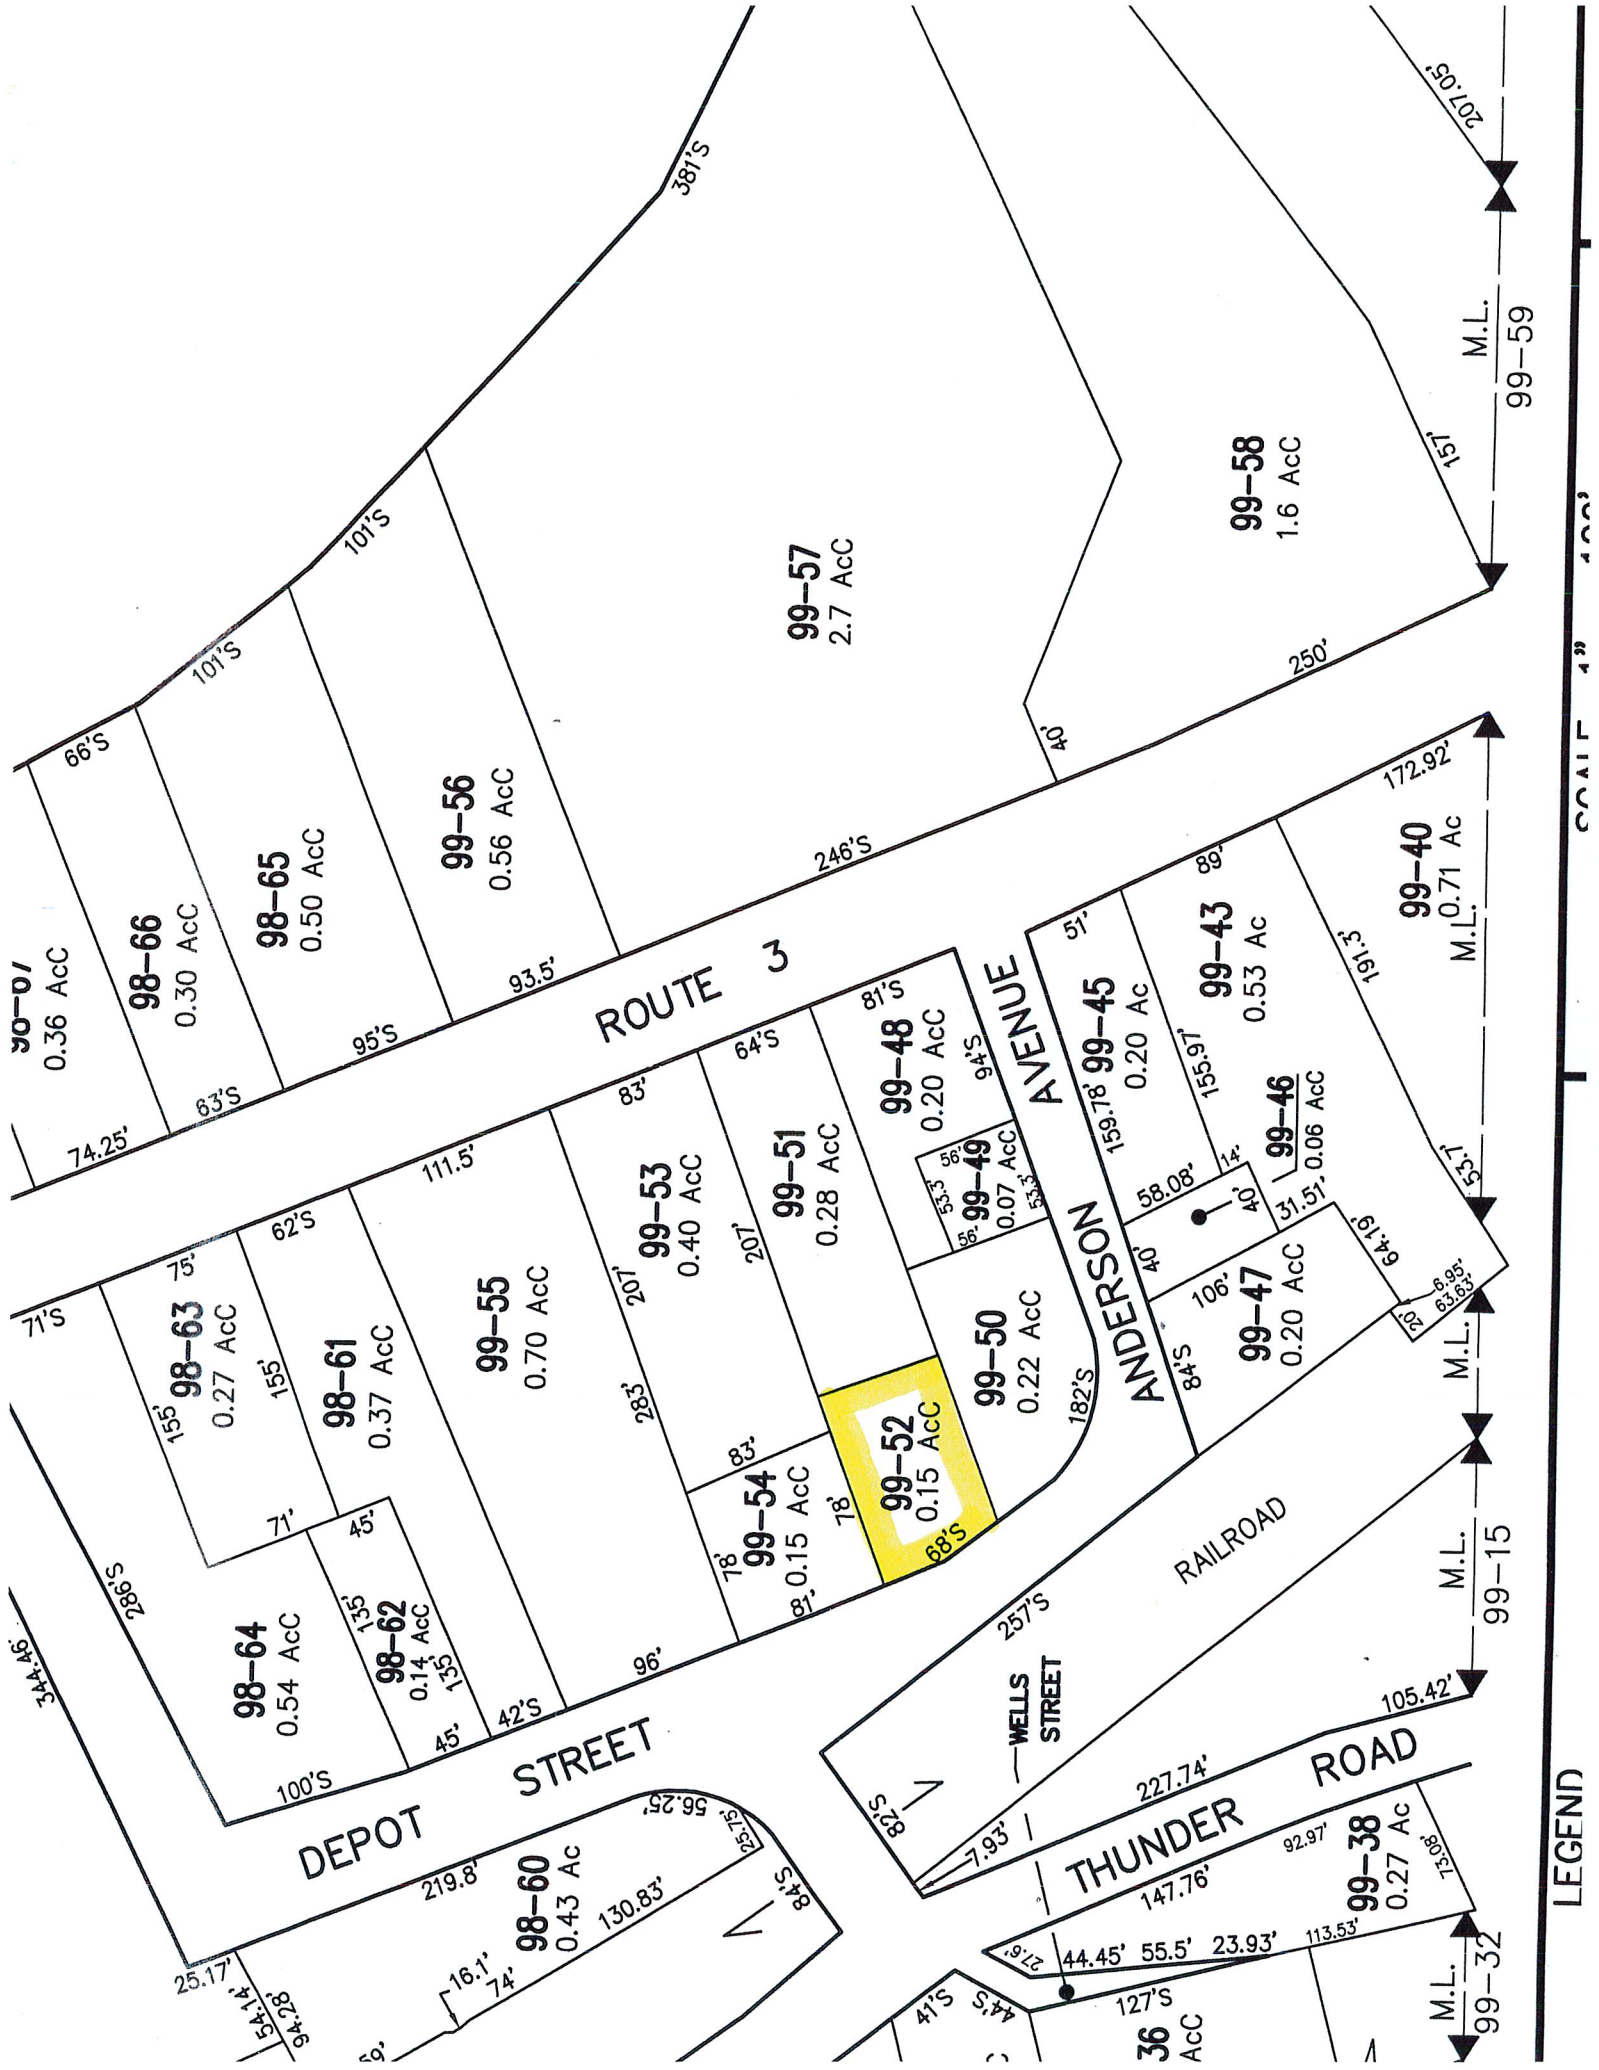 207.05'
381'S
M.L.
99-59
157'
99-58
1.6 AcC
101'S
99-57
2.7 AcC
101'S
250'
66'S
40'
172.92'
99-56
0.56 AcC
98-65
0.50 AcC
98-66
0.30 AcC
0.36 AcC
246'S
89'
99-40
0.71 Ac
M.L.
93.5'
95'S
63'S
74.25'
ROUTE 3
51'
99-43
0.53 Ac
191.3'
81'S
64'S
83'
111.5'
62'S
75'
71'S
99-48
0.20 AcC
94'S
99-45
0.20 Ac
159.78'
155.97'
99-46
0.06 AcC
53.7'
99-49
0.07 AcC
56'
53.3'
53.3'
56'
99-51
0.28 AcC
99-53
0.40 AcC
207'
207'
58.08'
14'
40'
40'
31.51'
64.19'
6.95'
63.63'
20'
M.L.
99-47
0.20 AcC
106'
84'S
ANDERSON AVENUE
99-50
0.22 AcC
182'S
99-55
0.70 AcC
283'
98-63
0.27 AcC
155'
155'
98-61
0.37 AcC
99-52
0.15 AcC
68'S
78'
83'
99-54
0.15 AcC
78'
81'
71'
45'
RAILROAD
M.L.
99-15
257'S
286'S
344.46'
98-64
0.54 AcC
135'
98-62
0.14 AcC
135'
96'
42'S
45'
100'S
WELLS
STREET
105.42'
DEPOT STREET
227.74'
THUNDER ROAD
82'S
7.93'
56.25'
25.75'
219.8'
98-60
0.43 Ac
130.83'
84'S
147.76'
92.97'
99-38
0.27 Ac
73.08'
27.6'
44.45'
55.5'
23.93'
113.53'
25.17'
54.14'
94.28'
16.1'
74'
41'S
44'S
127'S
36
AcC
M.L.
99-32
LEGEND